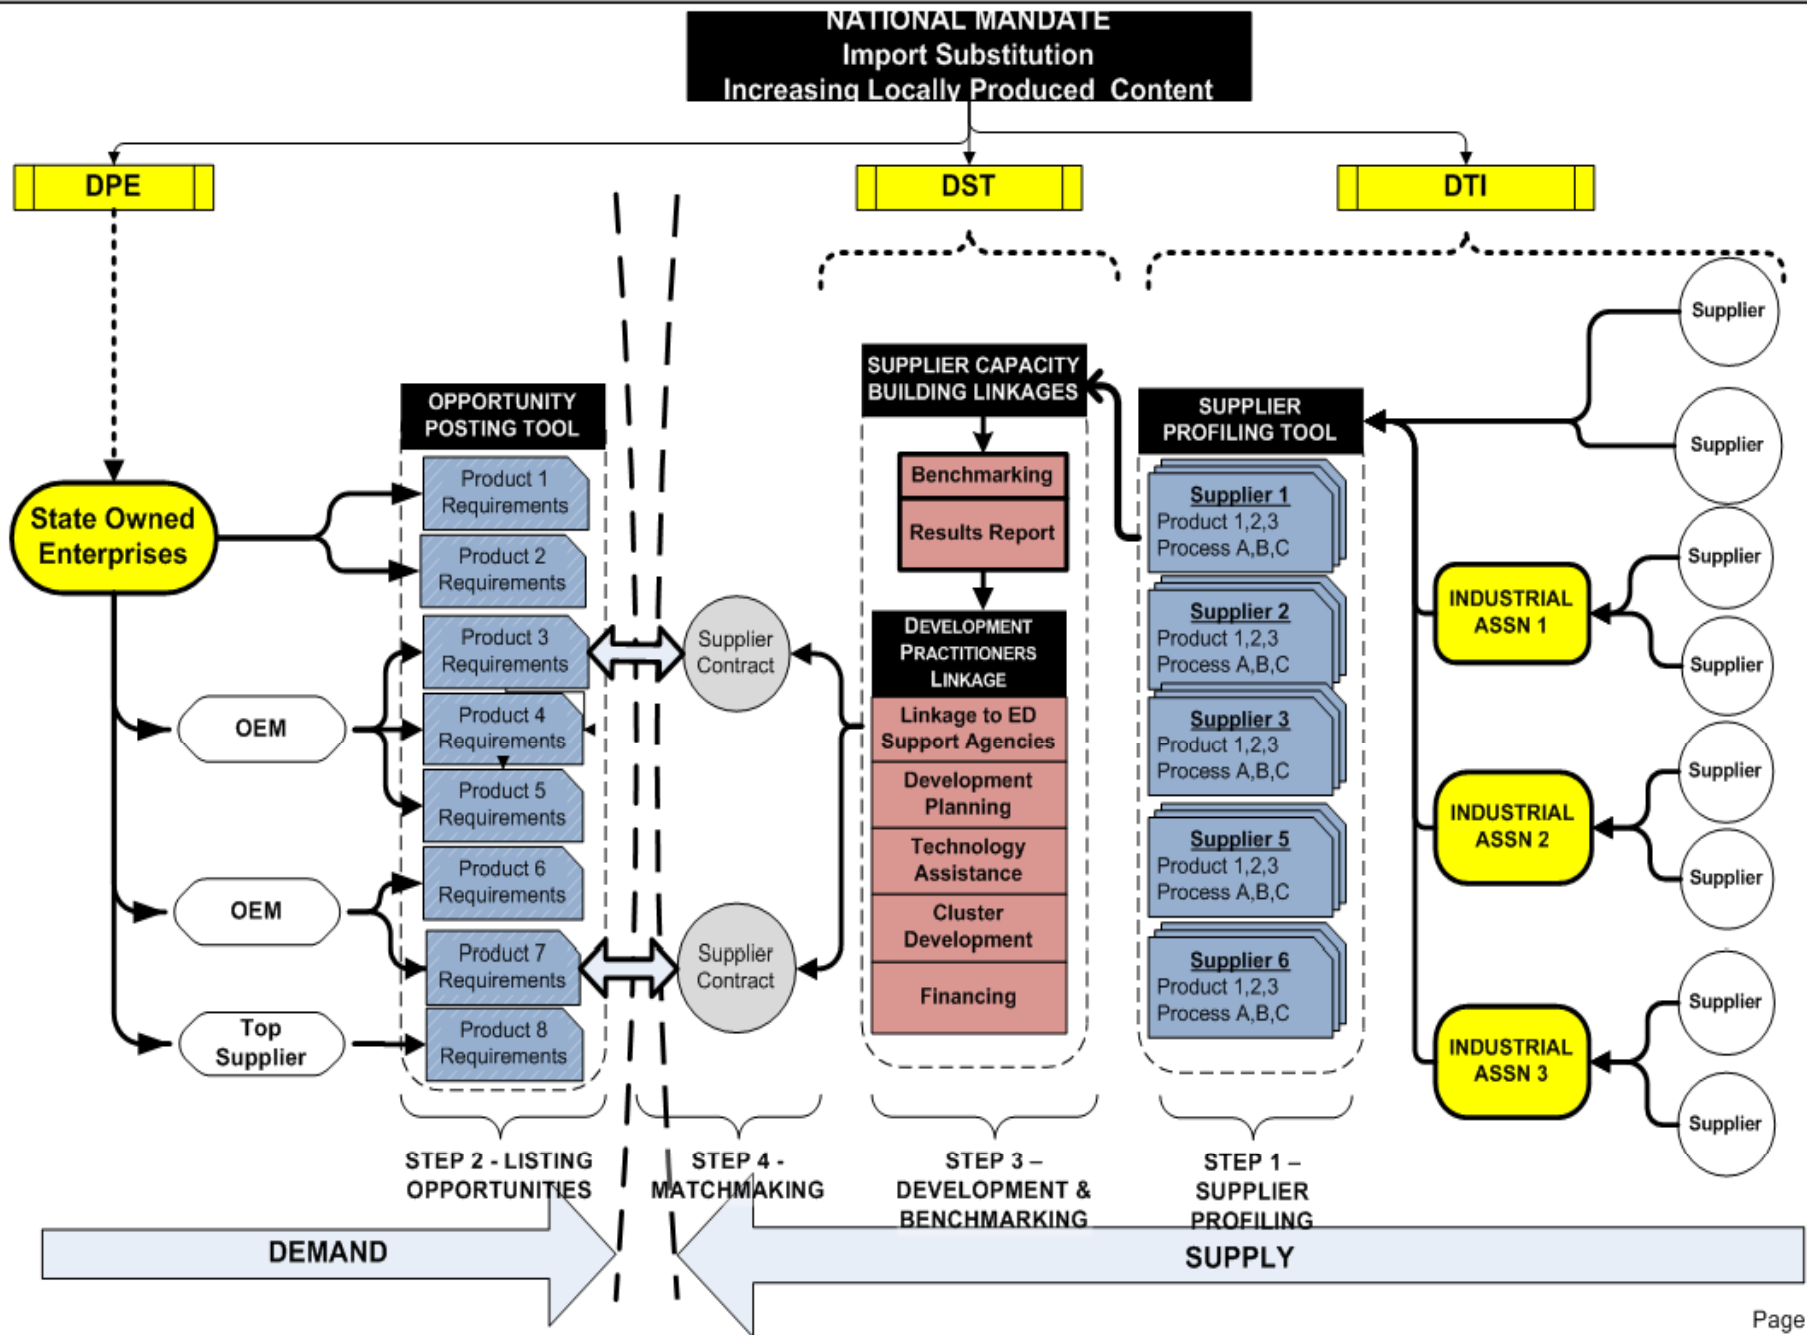 NATIONAL MANDATE
Import Substitution
Increasing Locally Produced Content
DPE
DST
DTI
State Owned
Enterprises
OEM
OEM
Top
Supplier
OPPORTUNITY
POSTING TOOL
Product 1
Requirements
Product 2
Requirements
Product 3
Requirements
Product 4
Requirements
Product 5
Requirements
Product 6
Requirements
Product 7
Requirements
Product 8
Requirements
Supplier
Contract
Supplier
Contract
SUPPLIER CAPACITY
BUILDING LINKAGES
Benchmarking
Results Report
DEVELOPMENT
PRACTITIONERS
LINKAGE
Linkage to ED
Support Agencies
Development
Planning
Technology
Assistance
Cluster
Development
Financing
SUPPLIER
PROFILING TOOL
Supplier 1
Product 1,2,3
Process A,B,C
Supplier 2
Product 1,2,3
Process A,B,C
Supplier 3
Product 1,2,3
Process A,B,C
Supplier 5
Product 1,2,3
Process A,B,C
Supplier 6
Product 1,2,3
Process A,B,C
INDUSTRIAL
ASSN 1
INDUSTRIAL
ASSN 2
INDUSTRIAL
ASSN 3
Supplier
Supplier
Supplier
Supplier
Supplier
Supplier
Supplier
Supplier
STEP 2 - LISTING
OPPORTUNITIES
STEP 4 -
MATCHMAKING
STEP 3 –
DEVELOPMENT &
BENCHMARKING
STEP 1 –
SUPPLIER
PROFILING
DEMAND
SUPPLY
Page